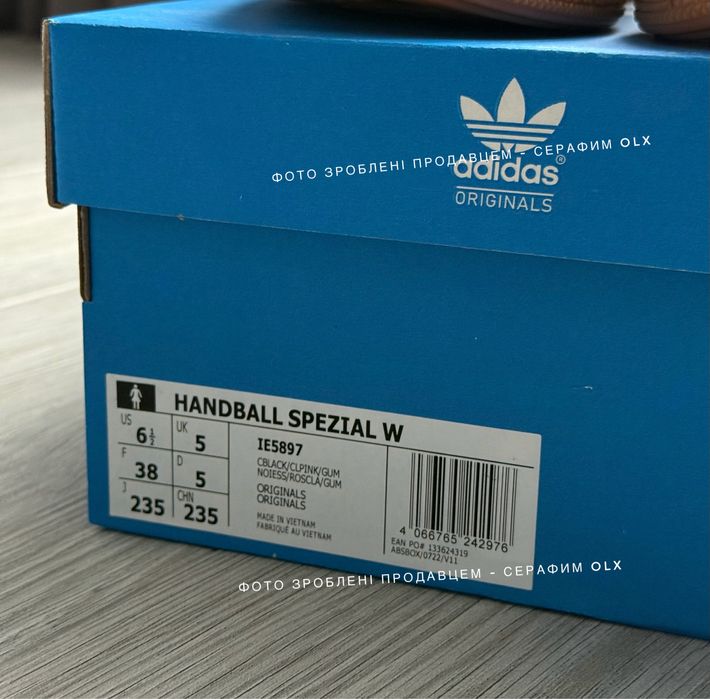 adidas®
ORIGINALS
ФОТО ЗРОБЛЕНІ ПРОДАВЦЕМ - СЕРАФИМ OLX
HANDBALL SPEZIAL W
US 6½ UK 5
F 38 D 5
J 235 CHN 235
IE5897
CBLACK/CLPINK/GUM
NOIESS/ROSCLA/GUM
ORIGINALS
ORIGINALS
MADE IN VIETNAM
FABRIQUÉ AU VIETNAM
4 066765 242976
EAN PO# 133624319
ABSBOX/0722/V11
ФОТО ЗРОБЛЕНІ ПРОДАВЦЕМ - СЕРАФИМ OLX